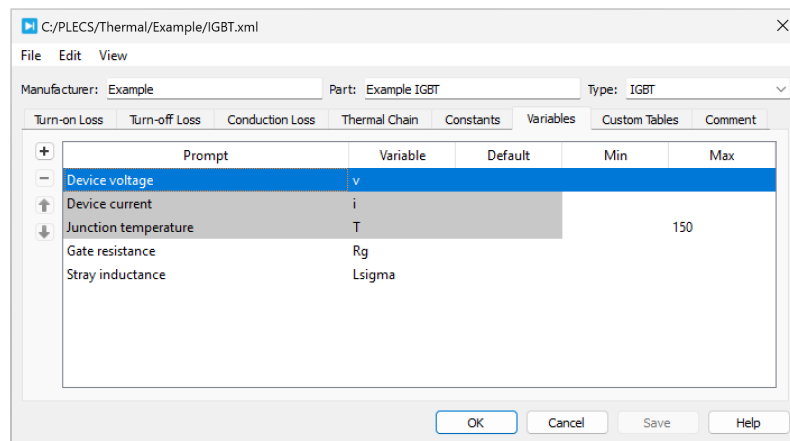 C:/PLECS/Thermal/Example/IGBT.xml
File Edit View
Manufacturer: Example Part: Example IGBT Type: IGBT
Turn-on Loss Turn-off Loss Conduction Loss Thermal Chain Constants Variables Custom Tables Comment
Prompt Variable Default Min Max
Device voltage v
Device current i
Junction temperature T 150
Gate resistance Rg
Stray inductance Lsigma
OK Cancel Save Help